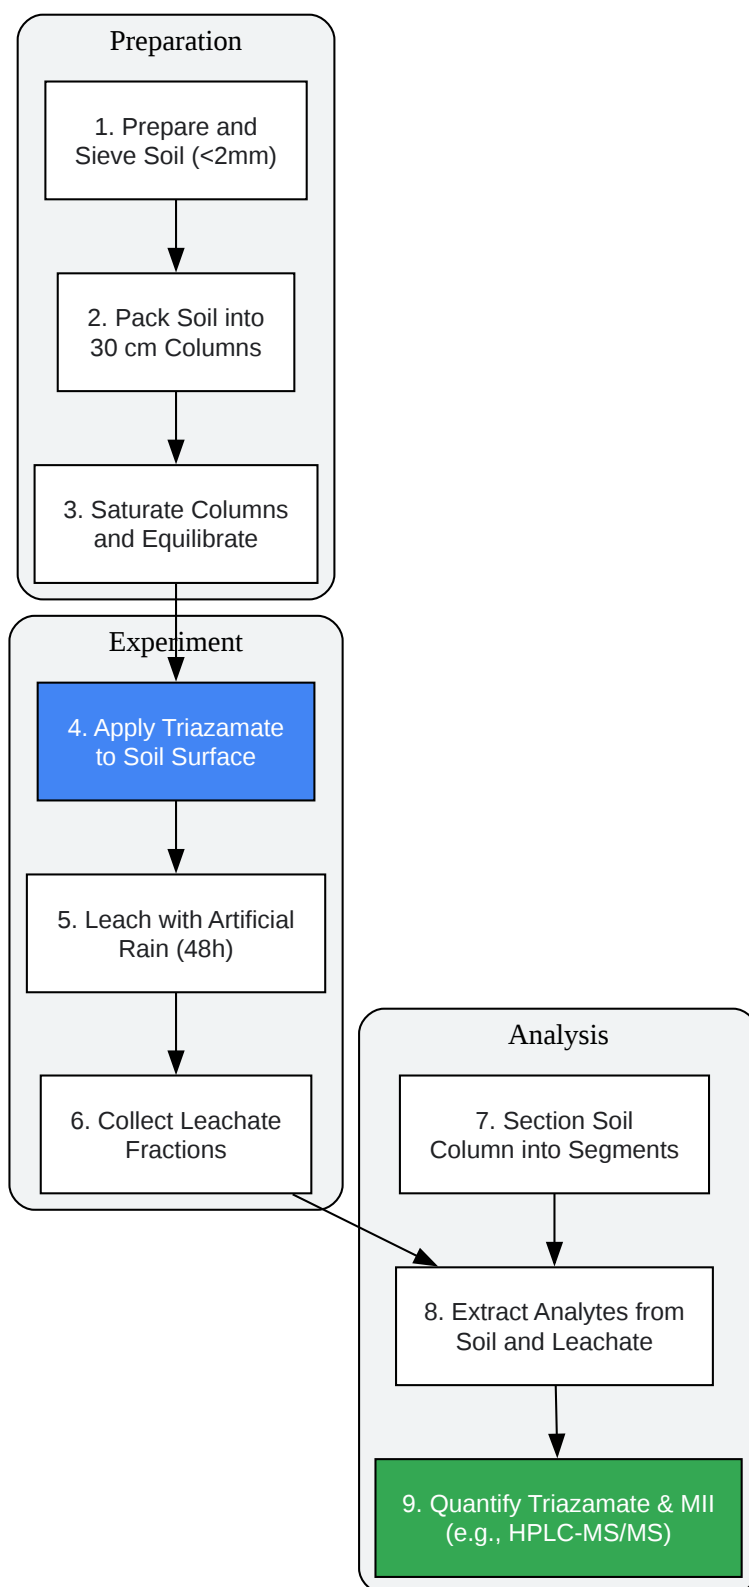 Preparation
1. Prepare and
Sieve Soil (<2mm)
2. Pack Soil into
30 cm Columns
3. Saturate Columns
and Equilibrate
Experiment
4. Apply Triazamate
to Soil Surface
5. Leach with Artificial
Rain (48h)
6. Collect Leachate
Fractions
Analysis
7. Section Soil
Column into Segments
8. Extract Analytes from
Soil and Leachate
9. Quantify Triazamate & MII
(e.g., HPLC-MS/MS)